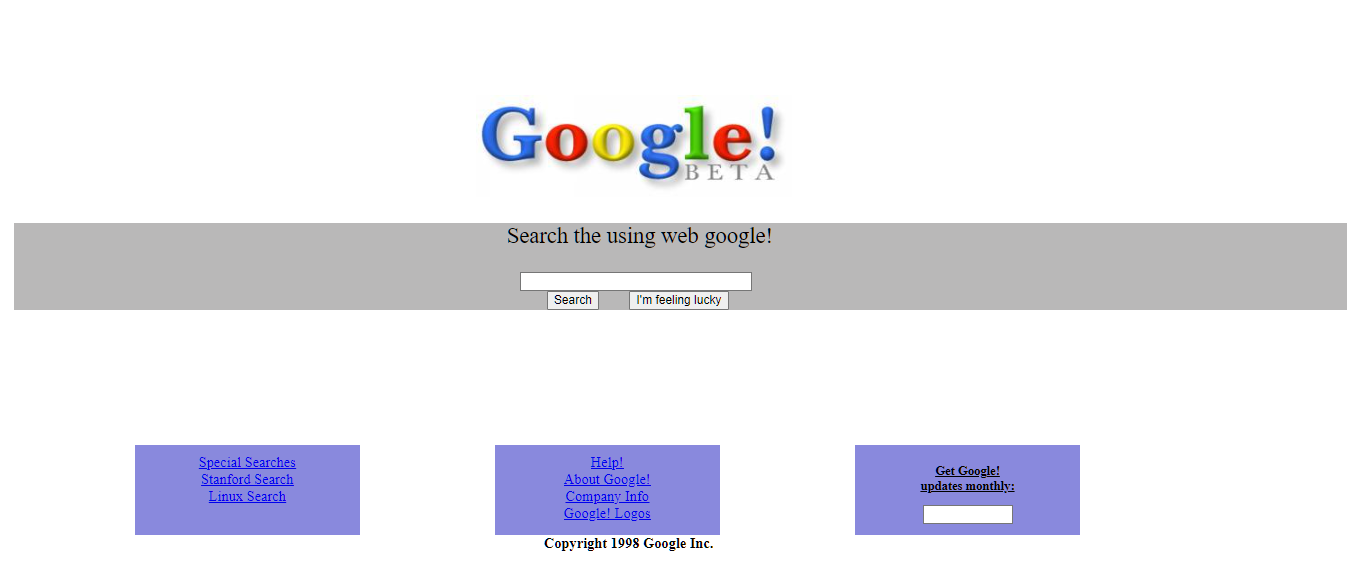 Google!
BETA
Search the using web google!
Search
I'm feeling lucky
Special Searches
Stanford Search
Linux Search
Help!
About Google!
Company Info
Google! Logos
Get Google!
updates monthly:
Copyright 1998 Google Inc.